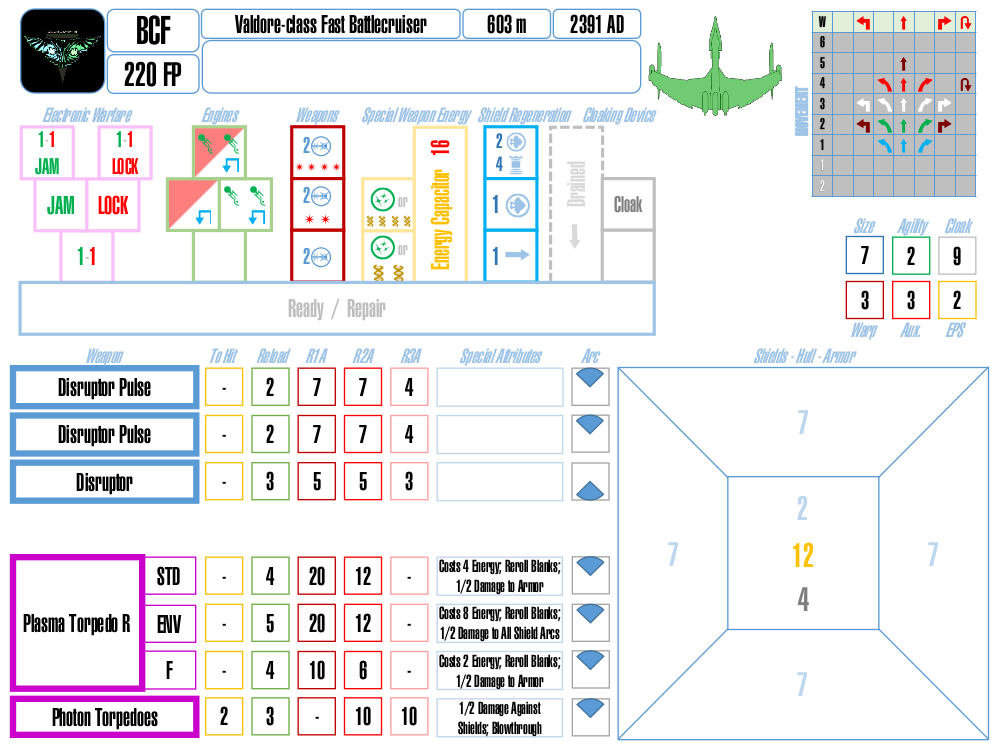 BCF
Valdore-class Fast Battlecruiser
603 m
2391 AD
220 FP
Electronic Warfare
Engines
Weapons
Special Weapon Energy
Shield Regeneration
Cloaking Device
1-1
JAM
1-1
LOCK
JAM
LOCK
1-1
2
2
2
or
or
Energy Capacitor 16
2
4
1
1
Drained
Cloak
Ready / Repair
MOVEMENT
W
6
5
4
3
2
1
1
2
Size
Agility
Cloak
7
2
9
3
3
2
Warp
Aux.
EPS
Weapon
To Hit
Reload
R1A
R2A
R3A
Special Attributes
Arc
Shields - Hull - Armor
Disruptor Pulse
-
2
7
7
4
Disruptor Pulse
-
2
7
7
4
Disruptor
-
3
5
5
3
Plasma Torpedo R
STD
-
4
20
12
-
Costs 4 Energy; Reroll Blanks;
1/2 Damage to Armor
ENV
-
5
20
12
-
Costs 8 Energy; Reroll Blanks;
1/2 Damage to All Shield Arcs
F
-
4
10
6
-
Costs 2 Energy; Reroll Blanks;
1/2 Damage to Armor
Photon Torpedoes
2
3
-
10
10
1/2 Damage Against
Shields; Blowthrough
7
2
7
12
7
4
7